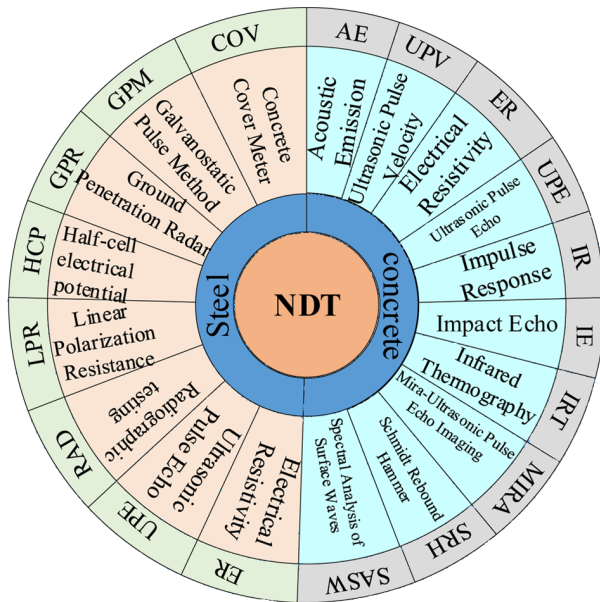 NDT
Steel
concrete
AE
Acoustic
Emission
UPV
Ultrasonic Pulse
Velocity
ER
Electrical
Resistivity
UPE
Ultrasonic Pulse
Echo
IR
Impulse
Response
IE
Impact Echo
IRT
Infrared
Thermography
MIRA
Mira-Ultrasonic Pulse
Echo Imaging
SRH
Schmidt Rebound
Hammer
SASW
Spectral Analysis of
Surface Waves
ER
Electrical
Resistivity
UPE
Ultrasonic
Pulse Echo
RAD
Radiographic
testing
LPR
Linear
Polarization
Resistance
HCP
Half-cell
electrical
potential
GPR
Ground
Penetration Radar
GPM
Galvanostatic
Pulse Method
COV
Concrete
Cover Meter